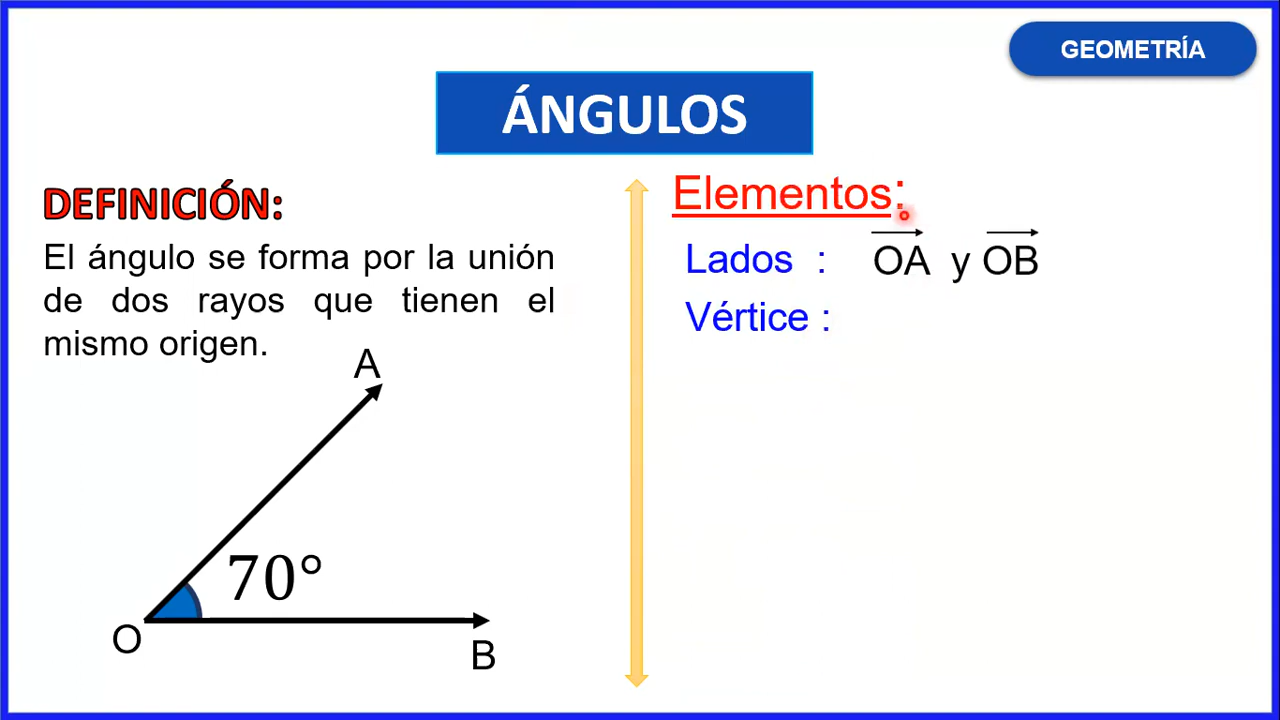 GEOMETRÍA
ÁNGULOS
DEFINICIÓN:
El ángulo se forma por la unión
de dos rayos que tienen el
mismo origen.
A
70°
O
B
Elementos:
Lados : OA y OB
Vértice :